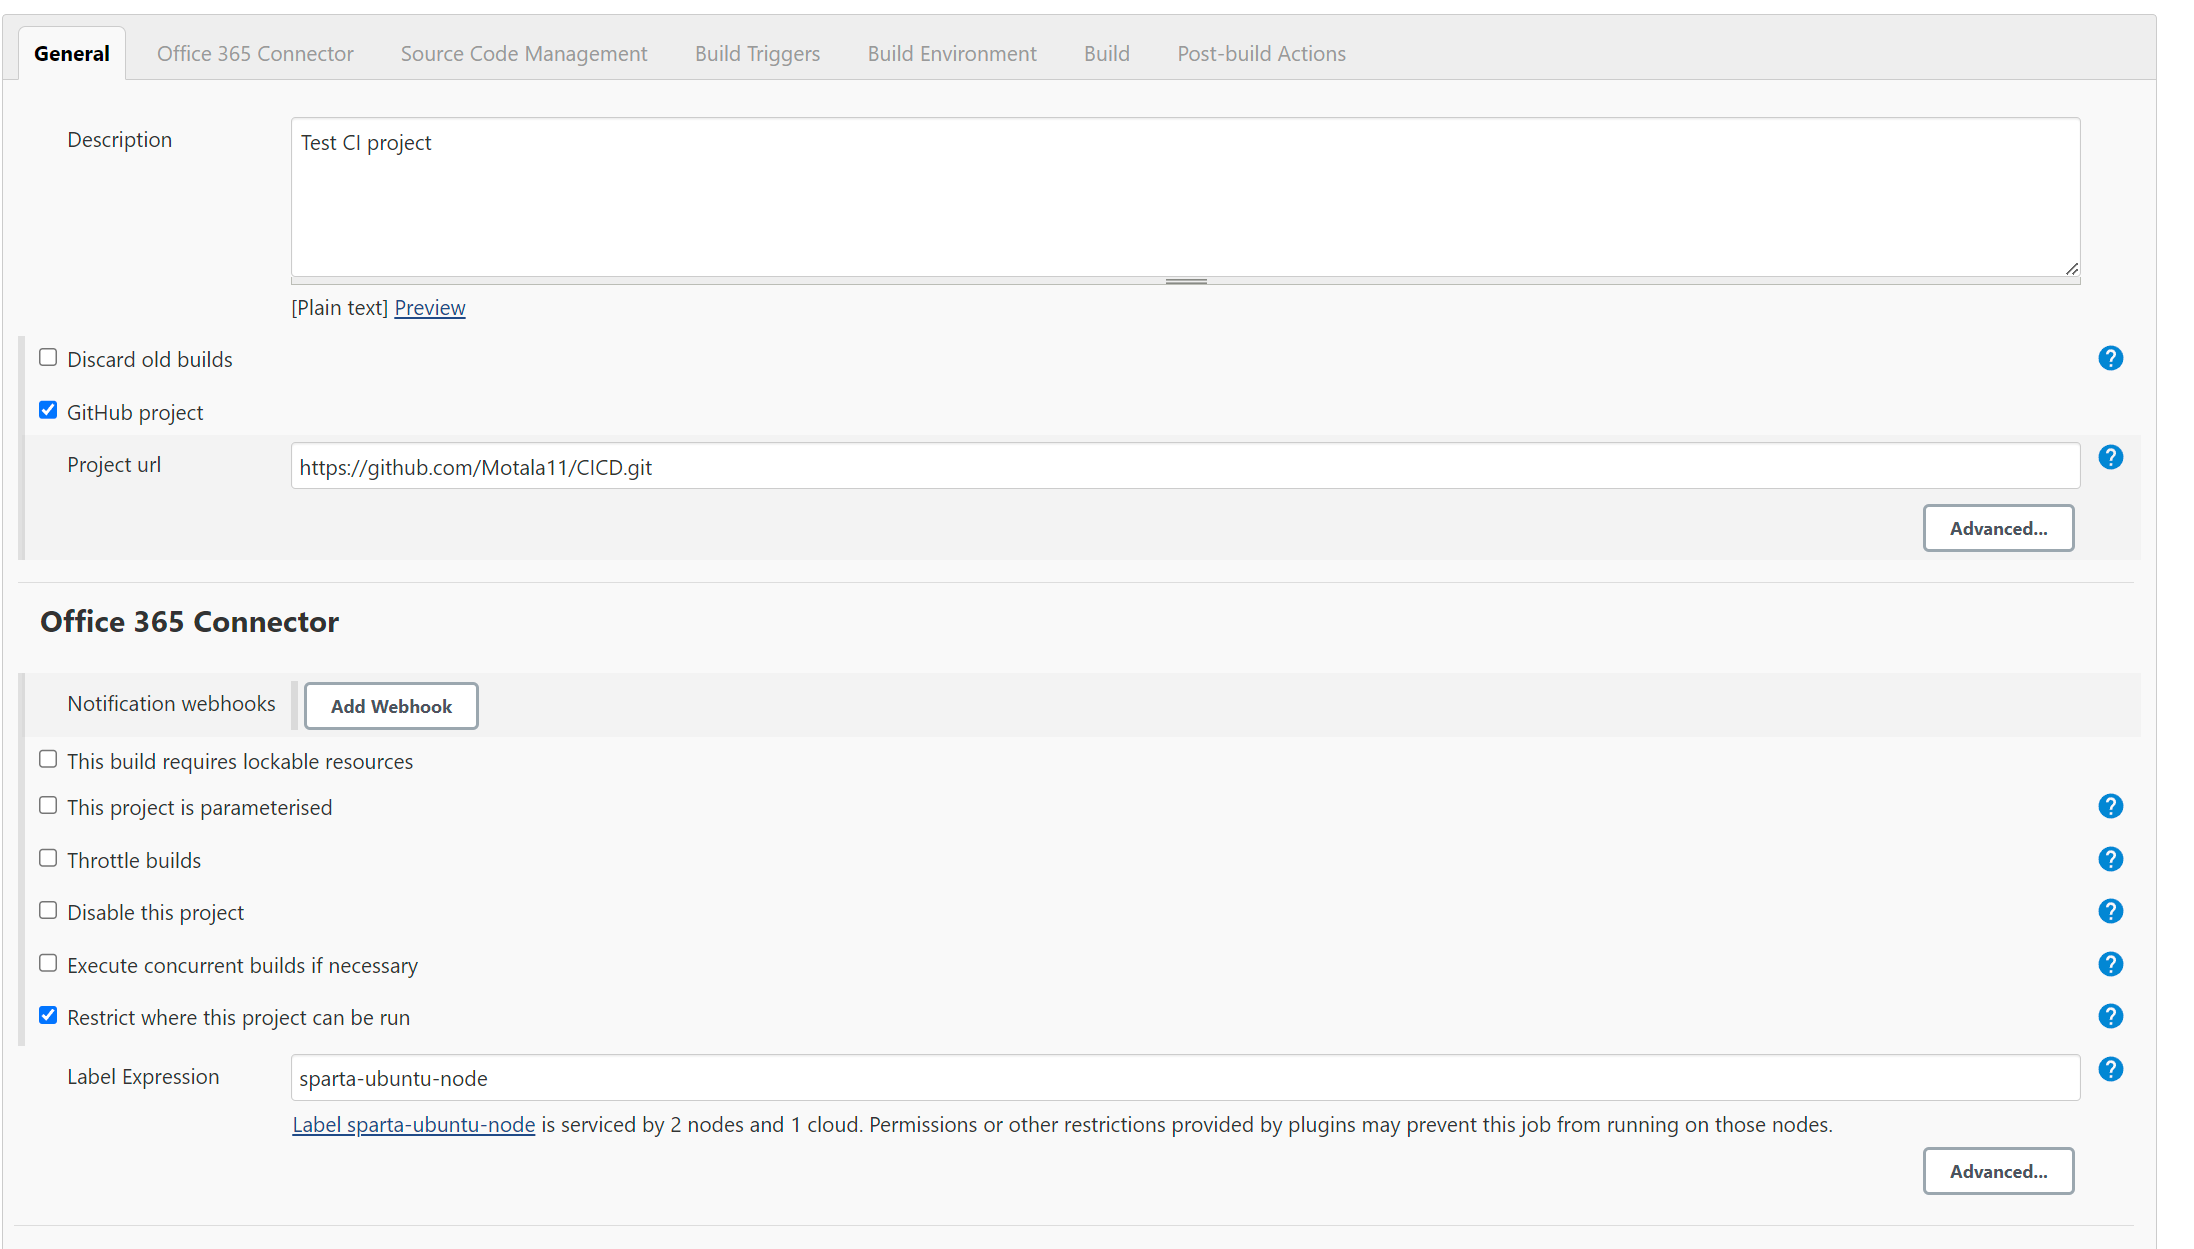 General Office 365 Connector Source Code Management Build Triggers Build Environment Build Post-build Actions
Description
Test CI project
[Plain text] Preview
Discard old builds
?
GitHub project
Project url
https://github.com/Motala11/CICD.git
?
Advanced...
Office 365 Connector
Notification webhooks
Add Webhook
This build requires lockable resources
This project is parameterised
?
Throttle builds
?
Disable this project
?
Execute concurrent builds if necessary
?
Restrict where this project can be run
?
Label Expression
sparta-ubuntu-node
?
Label sparta-ubuntu-node is serviced by 2 nodes and 1 cloud. Permissions or other restrictions provided by plugins may prevent this job from running on those nodes.
Advanced...